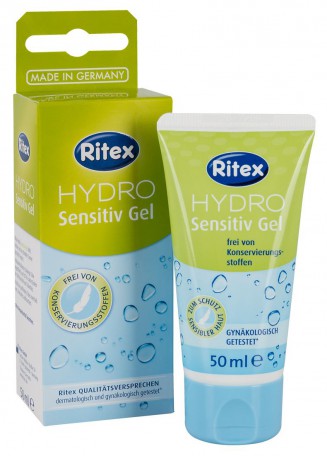 MADE IN GERMANY
Ritex
HYDRO
Sensitiv Gel
FREI VON
KONSERVIERUNGSSTOFFEN
Ritex QUALITÄTSVERSPRECHEN
dermatologisch und gynäkologisch getestet*
Ritex
HYDRO
Sensitiv Gel
frei von
Konservierungs-
stoffen
ZUM SCHUTZ
SENSIBLER HAUT
GYNÄKOLOGISCH
GETESTET*
50 ml e